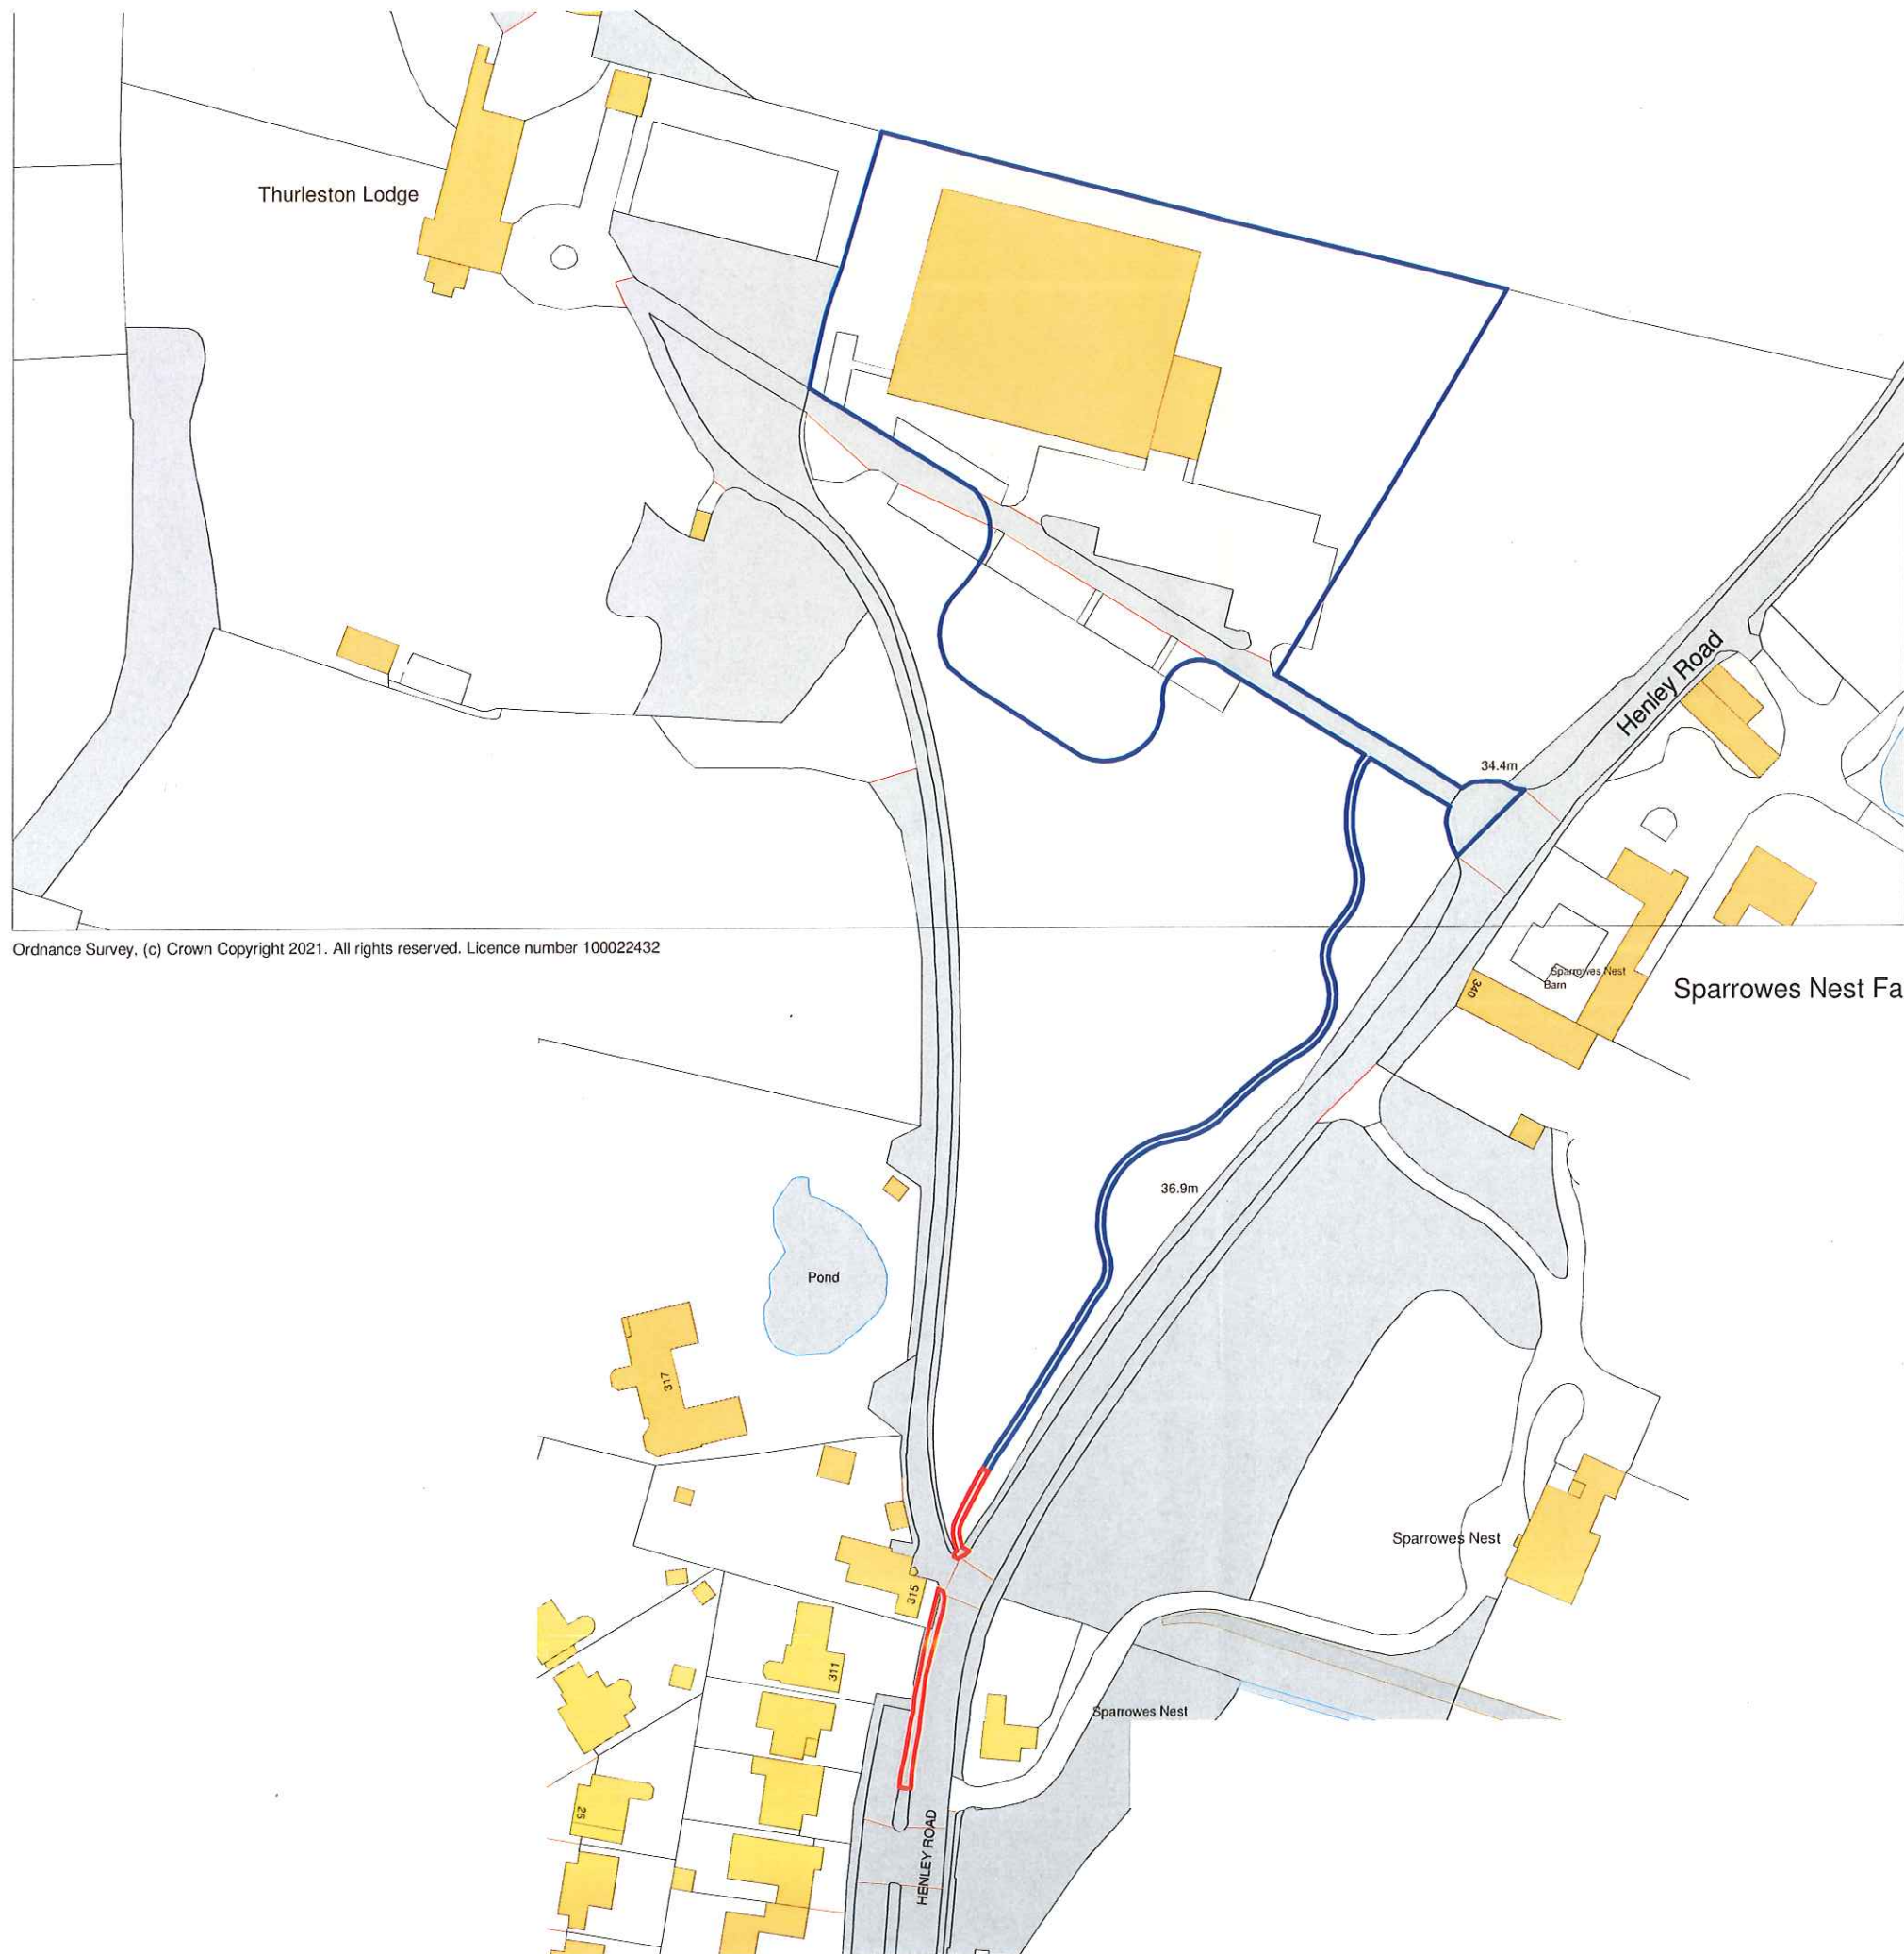 Thurleston Lodge
Henley Road
34.4m
Ordnance Survey, (c) Crown Copyright 2021. All rights reserved. Licence number 100022432
Sparrowes Nest
Barn
340
Sparrowes Nest Fa
36.9m
Pond
317
Sparrowes Nest
315
311
Sparrowes Nest
26
HENLEY ROAD